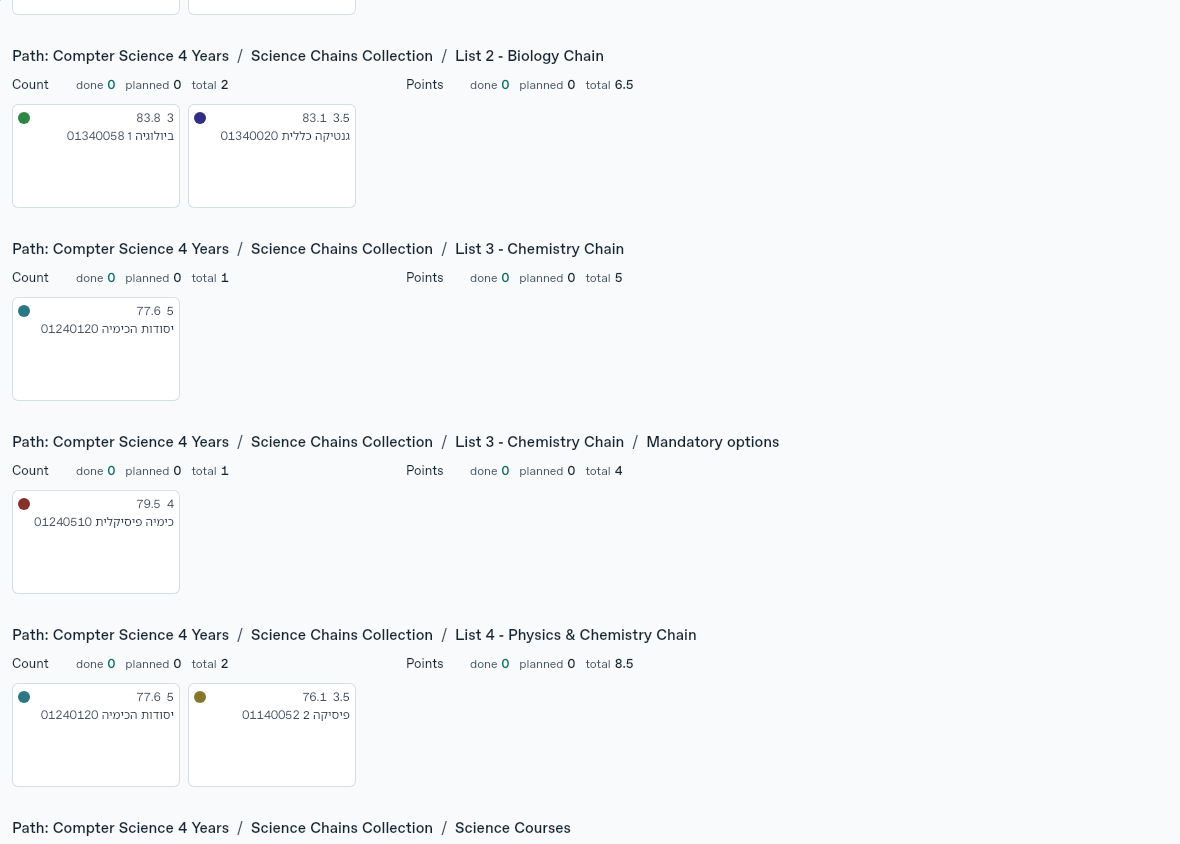 Path: Compter Science 4 Years / Science Chains Collection / List 2 - Biology Chain
Count done 0 planned 0 total 2 Points done 0 planned 0 total 6.5
83.8 3
ביולוגיה 1 01340058
83.1 3.5
גנטיקה כללית 01340020
Path: Compter Science 4 Years / Science Chains Collection / List 3 - Chemistry Chain
Count done 0 planned 0 total 1 Points done 0 planned 0 total 5
77.6 5
יסודות הכימיה 01240120
Path: Compter Science 4 Years / Science Chains Collection / List 3 - Chemistry Chain / Mandatory options
Count done 0 planned 0 total 1 Points done 0 planned 0 total 4
79.5 4
כימיה פיסיקלית 01240510
Path: Compter Science 4 Years / Science Chains Collection / List 4 - Physics & Chemistry Chain
Count done 0 planned 0 total 2 Points done 0 planned 0 total 8.5
77.6 5
יסודות הכימיה 01240120
76.1 3.5
פיסיקה 2 01140052
Path: Compter Science 4 Years / Science Chains Collection / Science Courses